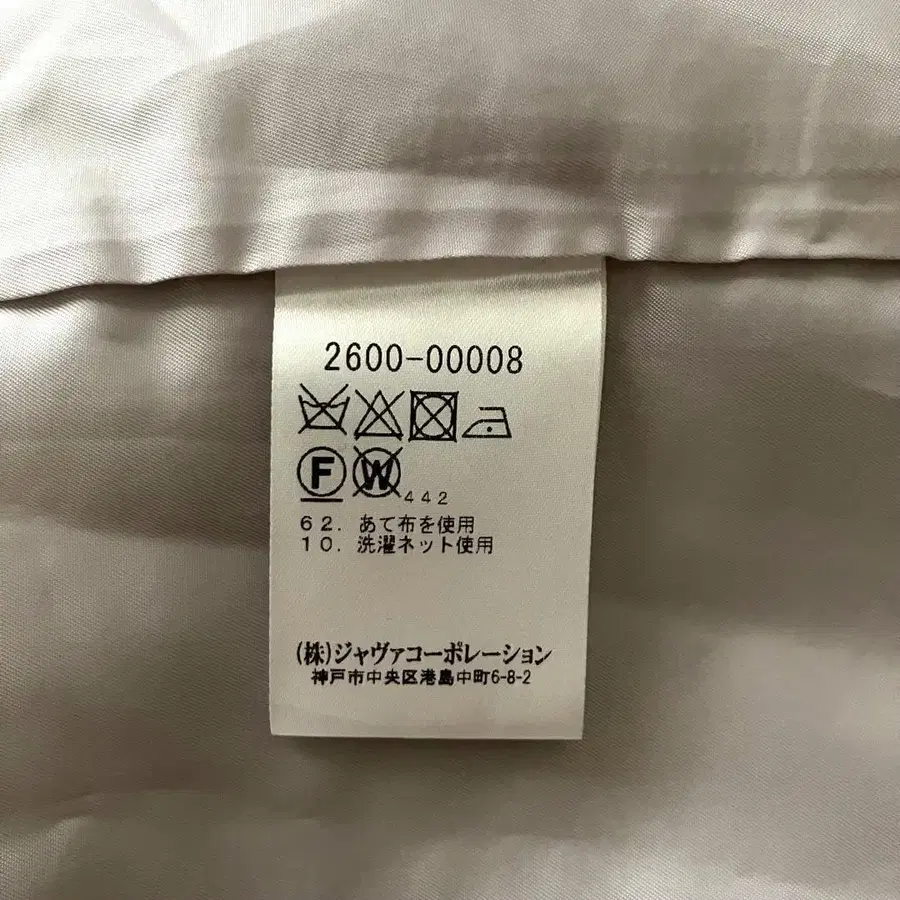 2600-00008
F W 442
62. あて布を使用
10. 洗濯ネット使用
(株)ジャヴァコーポレーション
神戸市中央区港島中町6-8-2